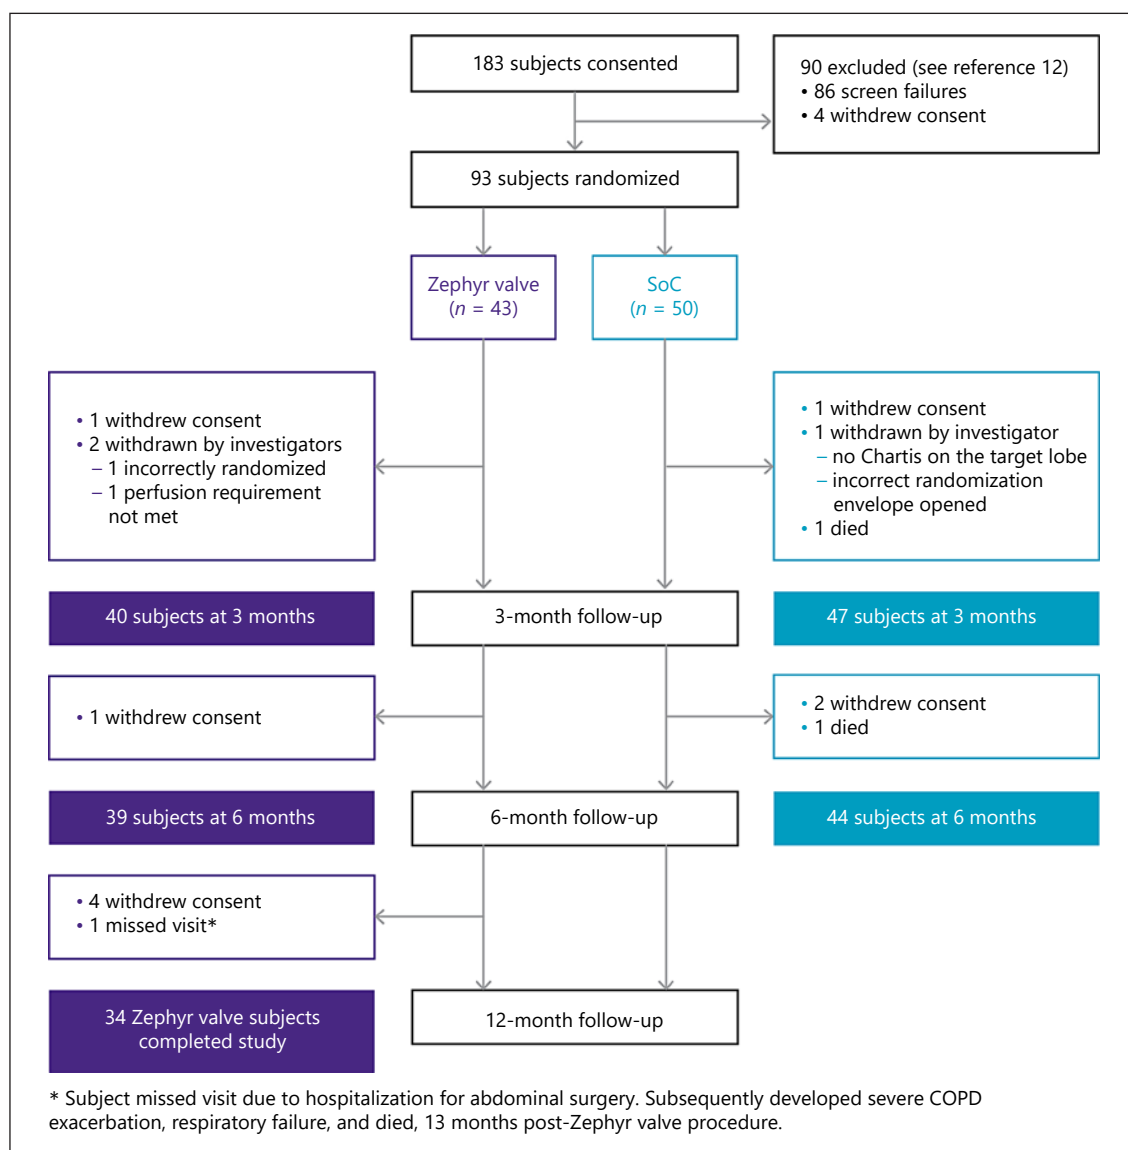 183 subjects consented
90 excluded (see reference 12)
• 86 screen failures
• 4 withdrew consent
93 subjects randomized
Zephyr valve
(n = 43)
SoC
(n = 50)
• 1 withdrew consent
• 2 withdrawn by investigators
– 1 incorrectly randomized
– 1 perfusion requirement
not met
• 1 withdrew consent
• 1 withdrawn by investigator
– no Chartis on the target lobe
– incorrect randomization
envelope opened
• 1 died
40 subjects at 3 months
3-month follow-up
47 subjects at 3 months
• 1 withdrew consent
• 2 withdrew consent
• 1 died
39 subjects at 6 months
6-month follow-up
44 subjects at 6 months
• 4 withdrew consent
• 1 missed visit*
34 Zephyr valve subjects
completed study
12-month follow-up
* Subject missed visit due to hospitalization for abdominal surgery. Subsequently developed severe COPD
exacerbation, respiratory failure, and died, 13 months post-Zephyr valve procedure.